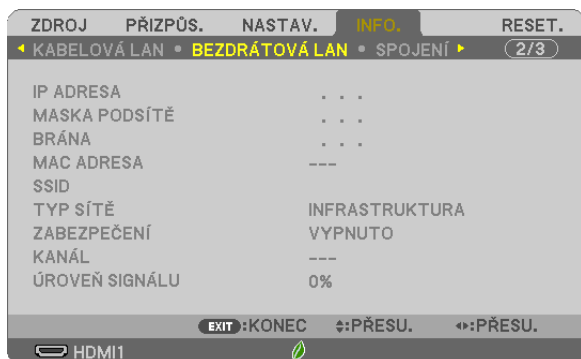 ZDROJ PŘIZPŮS. NASTAV. INFO. RESET.
KABELOVÁ LAN • BEZDRÁTOVÁ LAN • SPOJENÍ 2/3
IP ADRESA . . .
MASKA PODSÍTĚ . . .
BRÁNA . . .
MAC ADRESA ---
SSID
TYP SÍTĚ INFRASTRUKTURA
ZABEZPEČENÍ VYPNUTO
KANÁL ---
ÚROVEŇ SIGNÁLU 0%
EXIT :KONEC :PŘESU. :PŘESU.
HDMI1